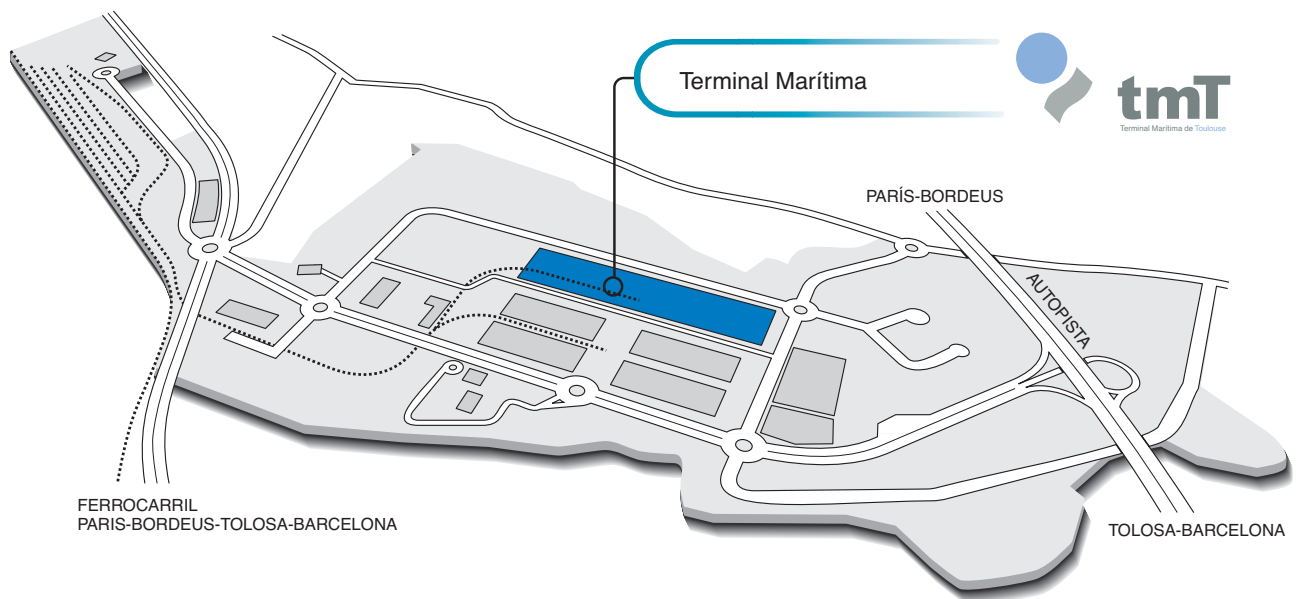 Terminal Marítima
tmT
Terminal Marítima de Toulouse
PARÍS-BORDEUS
AUTOPISTA
FERROCARRIL
PARIS-BORDEUS-TOLOSA-BARCELONA
TOLOSA-BARCELONA